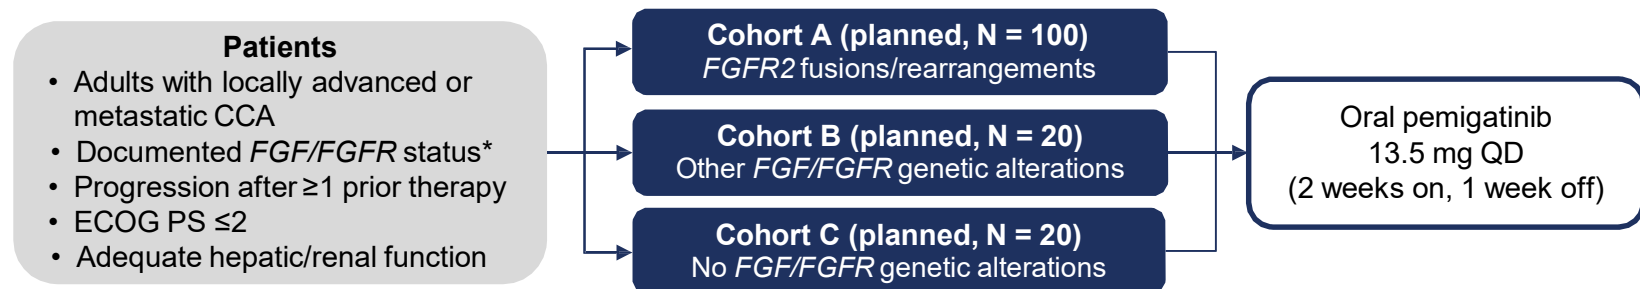 Patients
• Adults with locally advanced or
metastatic CCA
• Documented FGF/FGFR status*
• Progression after ≥1 prior therapy
• ECOG PS ≤2
• Adequate hepatic/renal function
Cohort A (planned, N = 100)
FGFR2 fusions/rearrangements
Cohort B (planned, N = 20)
Other FGF/FGFR genetic alterations
Cohort C (planned, N = 20)
No FGF/FGFR genetic alterations
Oral pemigatinib
13.5 mg QD
(2 weeks on, 1 week off)